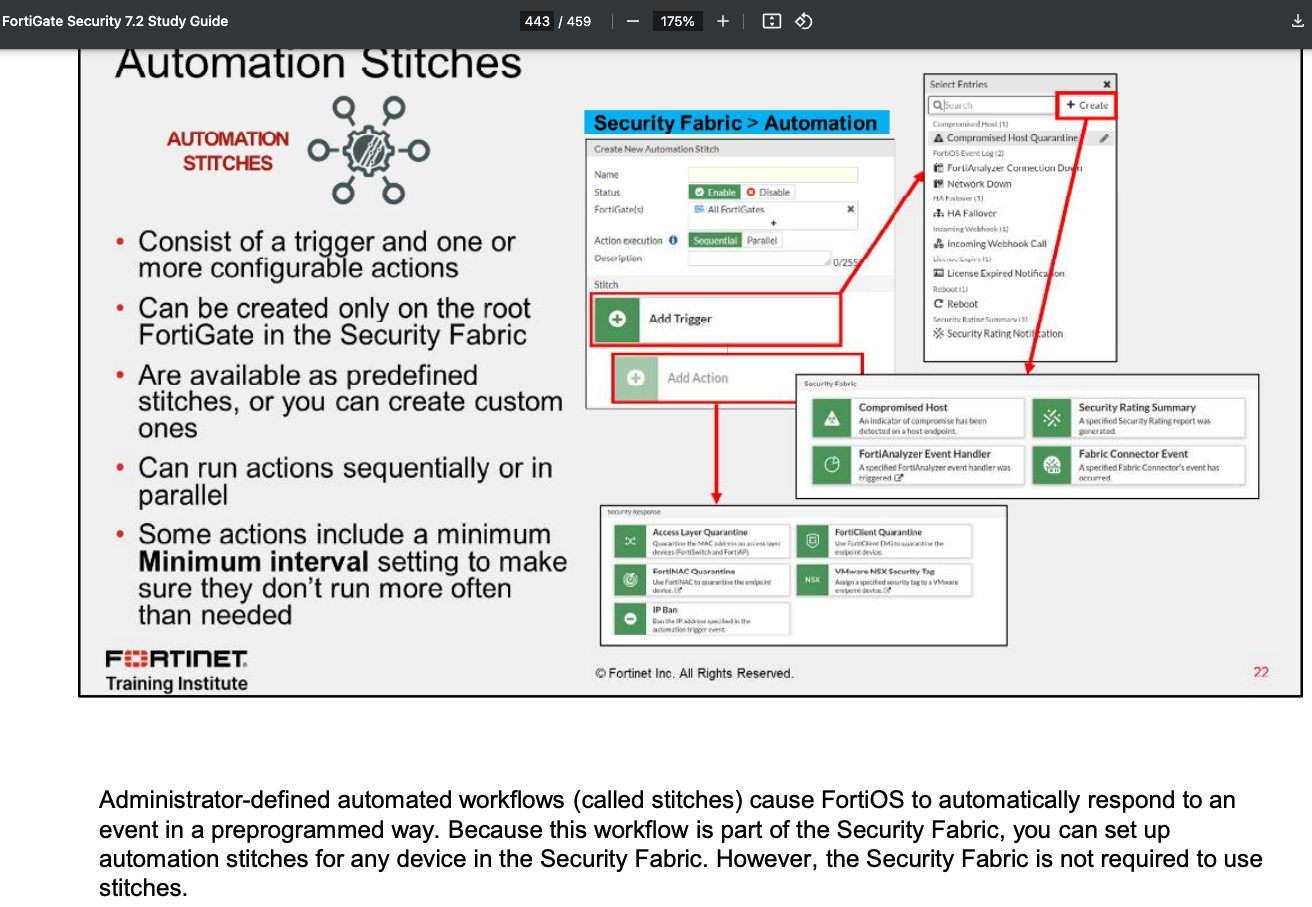 FortiGate Security 7.2 Study Guide
443 / 459
175%
Automation Stitches
AUTOMATION
STITCHES
• Consist of a trigger and one or
more configurable actions
• Can be created only on the root
FortiGate in the Security Fabric
• Are available as predefined
stitches, or you can create custom
ones
• Can run actions sequentially or in
parallel
• Some actions include a minimum
Minimum interval setting to make
sure they don't run more often
than needed
Security Fabric > Automation
Create New Automation Stitch
Name
Status Enable Disable
FortiGate(s) All FortiGates
+
Action execution Sequential Parallel
Description
0/255
Stitch
Add Trigger
Add Action
Select Entries
Search + Create
Compromised Host (1)
Compromised Host Quarantine
FortiOS Event Log (2)
FortiAnalyzer Connection Down
Network Down
HA Failover (1)
HA Failover
Incoming Webhook (1)
Incoming Webhook Call
License Expiry (1)
License Expired Notification
Reboot (1)
Reboot
Security Rating Summary (1)
Security Rating Notification
Security Fabric
Compromised Host
An indicator of compromise has been
detected on a host endpoint.
Security Rating Summary
A specified Security Rating report was
generated.
FortiAnalyzer Event Handler
A specified FortiAnalyzer event handler was
triggered.
Fabric Connector Event
A specified Fabric Connector's event has
occurred.
Security Response
Access Layer Quarantine
Quarantine the MAC address on access layer
devices (FortiSwitch and FortiAP).
FortiClient Quarantine
Use FortiClient EMS to quarantine the
endpoint device.
FortiNAC Quarantine
Use FortiNAC to quarantine the endpoint
device.
NSX
VMware NSX Security Tag
Assign a specified security tag to a VMware
endpoint device.
IP Ban
Ban the IP address specified in the
automation trigger event.
FORTINET
Training Institute
© Fortinet Inc. All Rights Reserved.
22
Administrator-defined automated workflows (called stitches) cause FortiOS to automatically respond to an
event in a preprogrammed way. Because this workflow is part of the Security Fabric, you can set up
automation stitches for any device in the Security Fabric. However, the Security Fabric is not required to use
stitches.